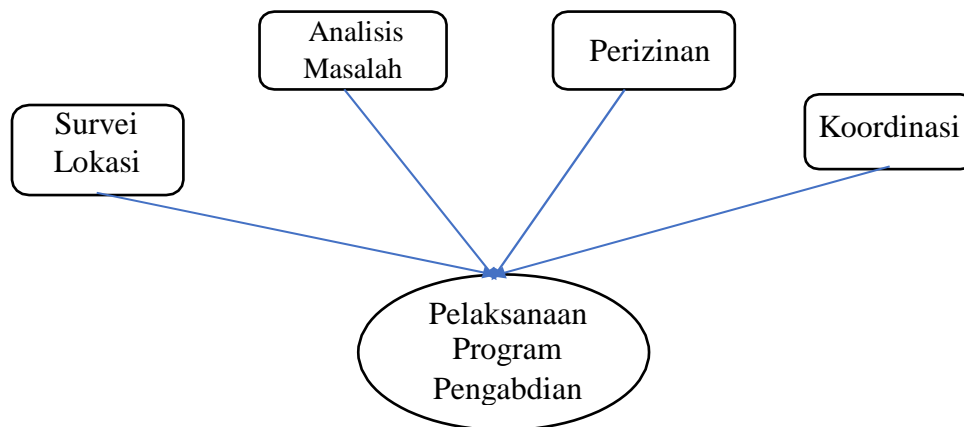 Survei
Lokasi
Analisis
Masalah
Perizinan
Koordinasi
Pelaksanaan
Program
Pengabdian